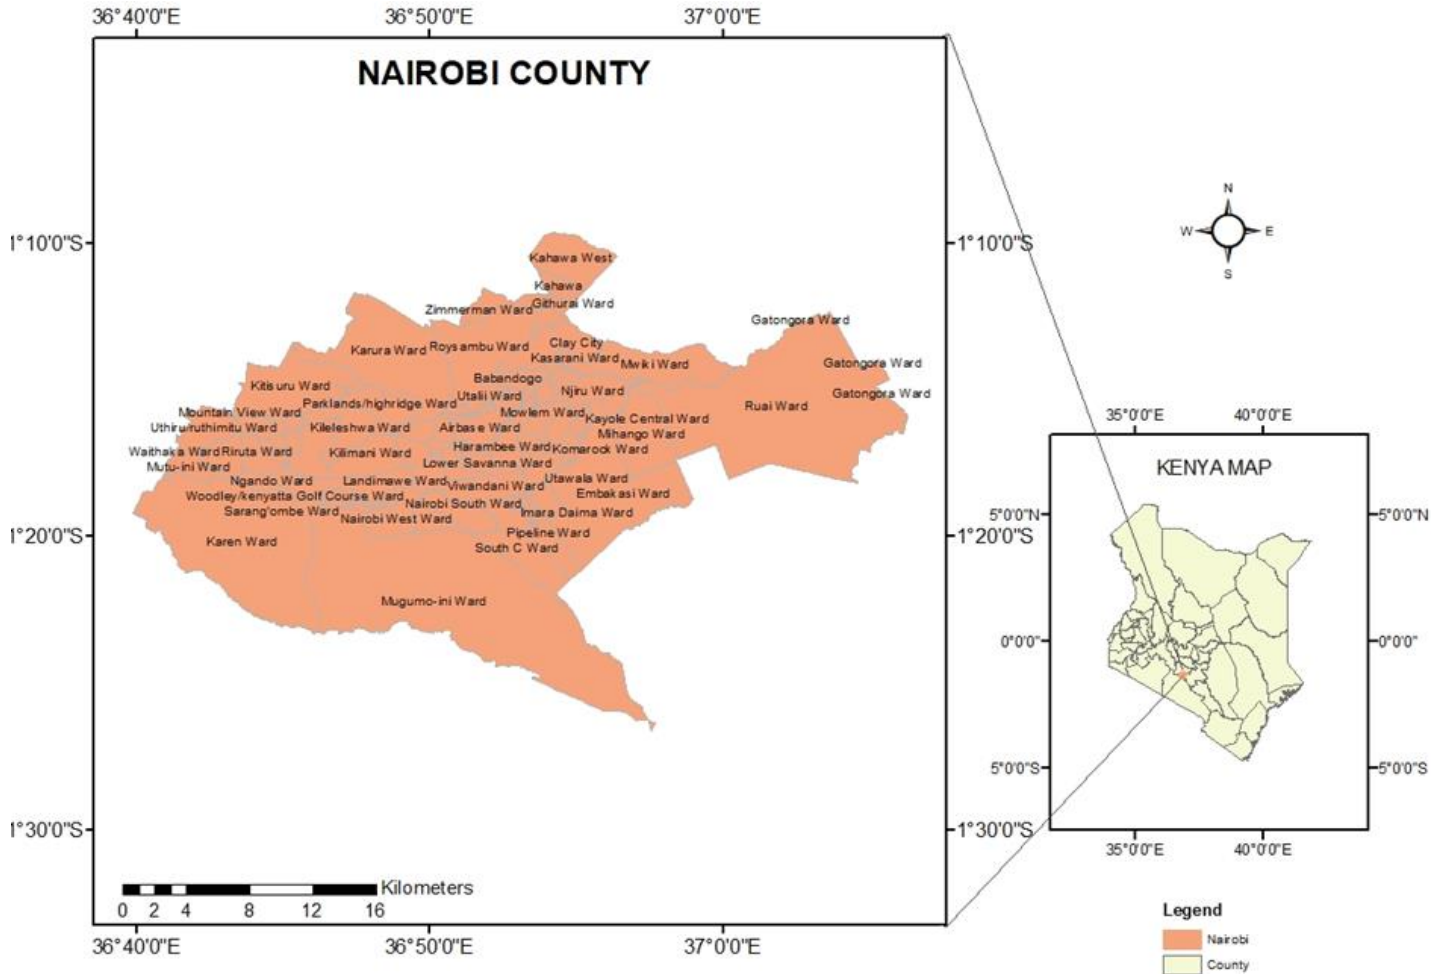 36°40'0"E 36°50'0"E 37°0'0"E
NAIROBI COUNTY
1°10'0"S
1°20'0"S
1°30'0"S
1°10'0"S
1°20'0"S
1°30'0"S
Kahawa West
Kahawa
Githurai Ward
Zimmerman Ward
Gatongora Ward
Clay City
Roysambu Ward
Karura Ward
Kasarani Ward
Mwiki Ward
Gatongora Ward
Babandogo
Kitisuru Ward
Njiru Ward
Gatongora Ward
Utalii Ward
Parklands/highridge Ward
Ruai Ward
Mountain View Ward
Mowlem Ward
Kayole Central Ward
Uthiru/ruthimitu Ward
Kileleshwa Ward
Airbase Ward
Mihango Ward
Harambee Ward
Komarock Ward
Waithaka Ward
Riruta Ward
Kilimani Ward
Lower Savanna Ward
Mutu-ini Ward
Ngando Ward
Landimawe Ward
Viwandani Ward
Utawala Ward
Woodley/kenyatta Golf Course Ward
Embakasi Ward
Nairobi South Ward
Sarang'ombe Ward
Imara Daima Ward
Nairobi West Ward
Pipeline Ward
Karen Ward
South C Ward
Mugumo-ini Ward
Kilometers
0 2 4 8 12 16
36°40'0"E 36°50'0"E 37°0'0"E
N
W E
S
35°0'0"E 40°0'0"E
KENYA MAP
5°0'0"N
0°0'0"
5°0'0"S
5°0'0"N
0°0'0"
5°0'0"S
35°0'0"E 40°0'0"E
Legend
Nairobi
County